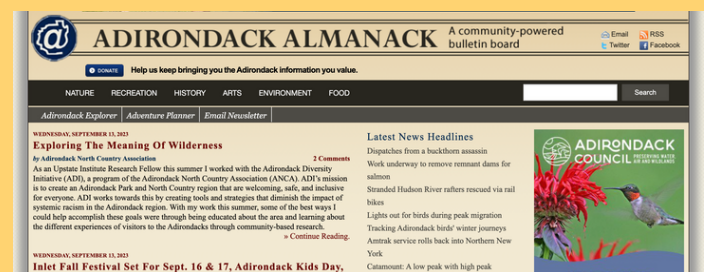 ADIRONDACK ALMANACK
A community-powered
bulletin board
Email
RSS
Twitter
Facebook
DONATE
Help us keep bringing you the Adirondack information you value.
NATURE RECREATION HISTORY ARTS ENVIRONMENT FOOD
Search
Adirondack Explorer
Adventure Planner
Email Newsletter
WEDNESDAY, SEPTEMBER 13, 2023
Exploring The Meaning Of Wilderness
by Adirondack North Country Association
2 Comments
As an Upstate Institute Research Fellow this summer I worked with the Adirondack Diversity
Initiative (ADI), a program of the Adirondack North Country Association (ANCA). ADI's mission
is to create an Adirondack Park and North Country region that are welcoming, safe, and inclusive
for everyone. ADI works towards this by creating tools and strategies that diminish the impact of
systemic racism in the Adirondack region. With my work this summer, some of the best ways I
could help accomplish these goals were through being educated about the area and learning about
the different experiences of visitors to the Adirondacks through community-based research.
» Continue Reading.
WEDNESDAY, SEPTEMBER 13, 2023
Inlet Fall Festival Set For Sept. 16 & 17, Adirondack Kids Day,
Latest News Headlines
Dispatches from a buckthorn assassin
Work underway to remove remnant dams for
salmon
Stranded Hudson River rafters rescued via rail
bikes
Lights out for birds during peak migration
Tracking Adirondack birds' winter journeys
Amtrak service rolls back into Northern New
York
Catamount: A low peak with high peak
ADIRONDACK
COUNCIL
PRESERVING WATER,
AIR AND WILDLANDS